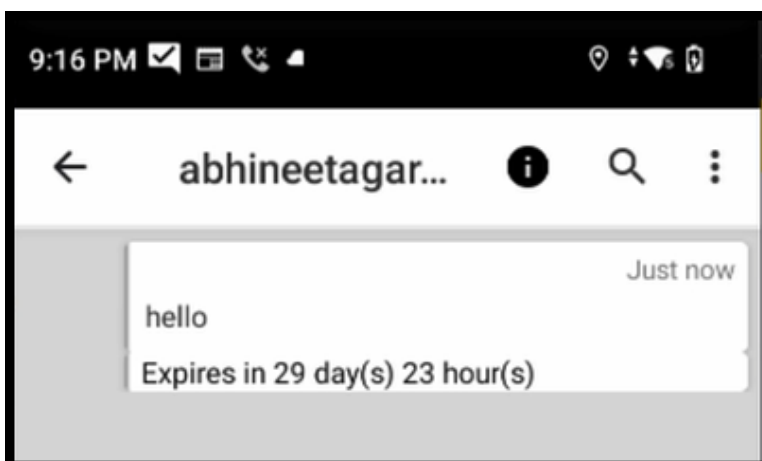 9:16 PM
abhineetagar...
Just now
hello
Expires in 29 day(s) 23 hour(s)